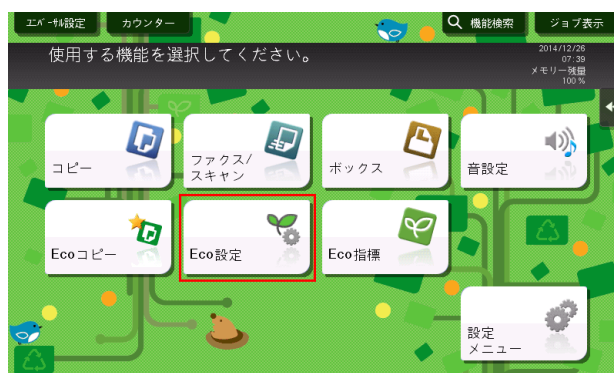 ﾕﾆﾊﾞｰｻﾙ設定 カウンター 機能検索 ジョブ表示
使用する機能を選択してください。
2014/12/26
07:39
メモリー残量
100 %
コピー
ファクス/
スキャン
ボックス
音設定
Ecoコピー
Eco設定
Eco指標
設定
メニュー